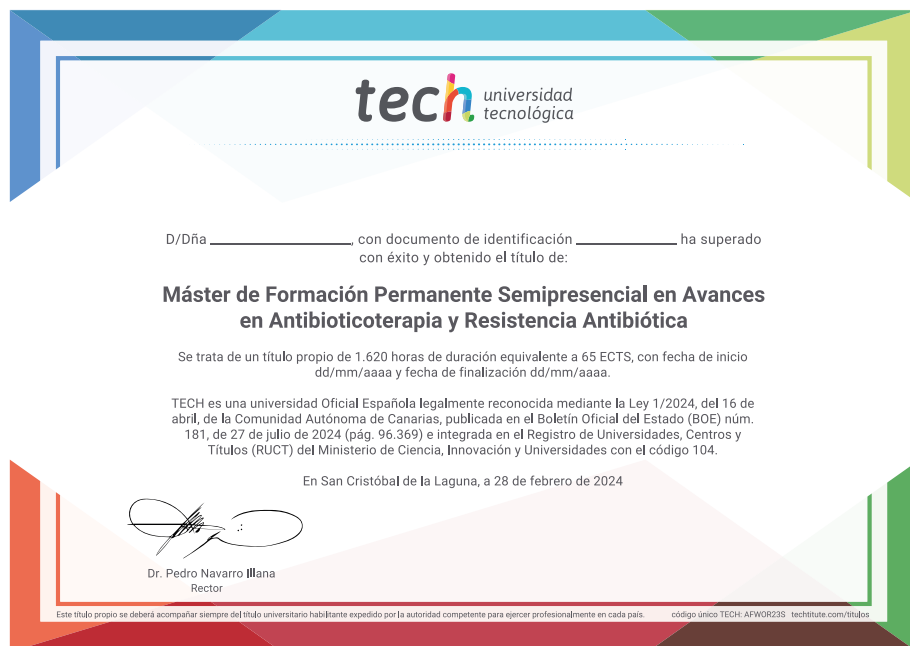 tech universidad
tecnológica
D/Dña ____________________, con documento de identificación ______________ ha superado
con éxito y obtenido el título de:
Máster de Formación Permanente Semipresencial en Avances
en Antibioticoterapia y Resistencia Antibiótica
Se trata de un título propio de 1.620 horas de duración equivalente a 65 ECTS, con fecha de inicio
dd/mm/aaaa y fecha de finalización dd/mm/aaaa.
TECH es una universidad Oficial Española legalmente reconocida mediante la Ley 1/2024, del 16 de
abril, de la Comunidad Autónoma de Canarias, publicada en el Boletín Oficial del Estado (BOE) núm.
181, de 27 de julio de 2024 (pág. 96.369) e integrada en el Registro de Universidades, Centros y
Títulos (RUCT) del Ministerio de Ciencia, Innovación y Universidades con el código 104.
En San Cristóbal de la Laguna, a 28 de febrero de 2024
Dr. Pedro Navarro Illana
Rector
Este título propio se deberá acompañar siempre del título universitario habilitante expedido por la autoridad competente para ejercer profesionalmente en cada país. código único TECH: AFWOR23S techtitute.com/titulos